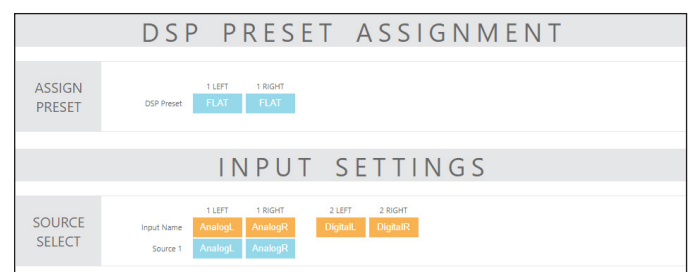 DSP PRESET ASSIGNMENT
ASSIGN PRESET
1 LEFT 1 RIGHT
DSP Preset FLAT FLAT
INPUT SETTINGS
SOURCE SELECT
1 LEFT 1 RIGHT 2 LEFT 2 RIGHT
Input Name AnalogL AnalogR DigitalL DigitalR
Source 1 AnalogL AnalogR